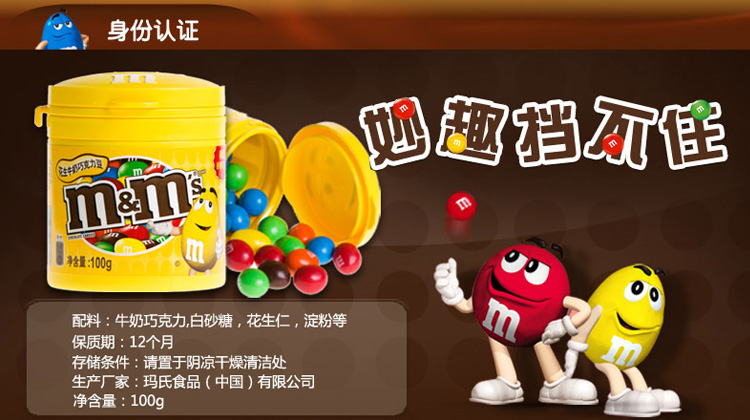 身份认证
妙趣挡不住
m
花生牛奶巧克力豆
m&m's
净含量:100g
配料：牛奶巧克力,白砂糖，花生仁，淀粉等
保质期：12个月
存储条件：请置于阴凉干燥清洁处
生产厂家：玛氏食品（中国）有限公司
净含量：100g